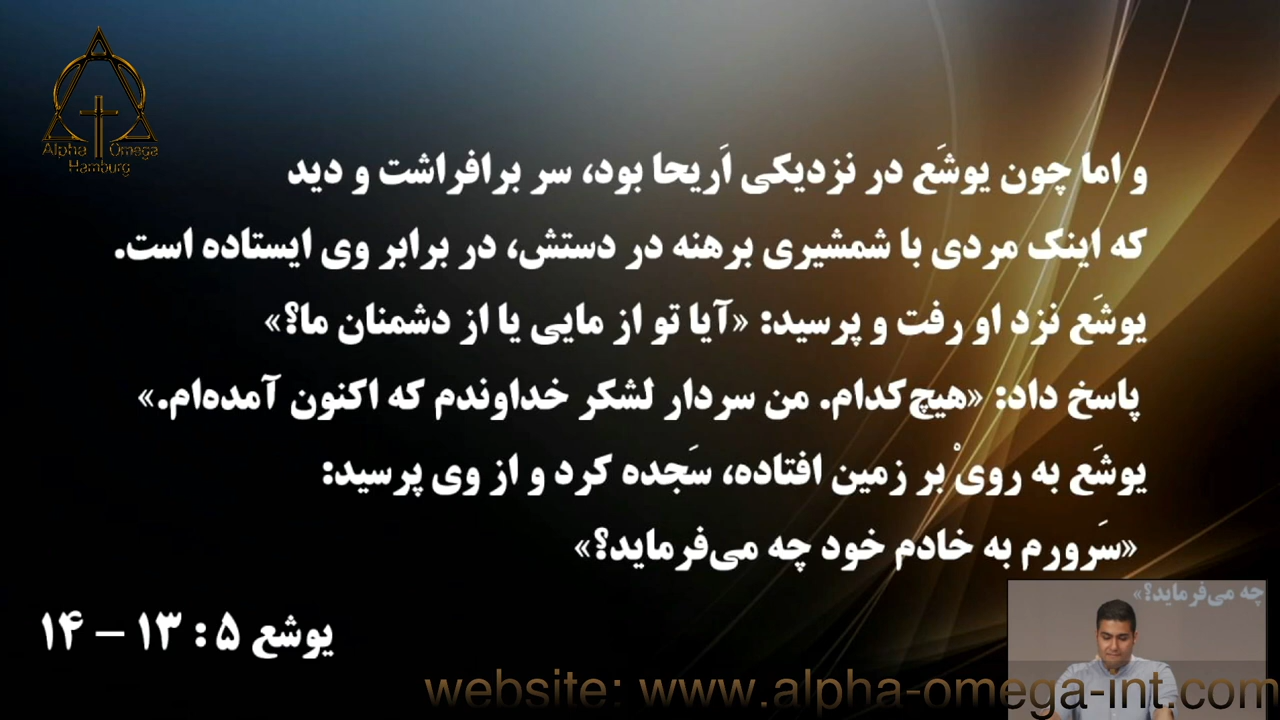 Alpha Omega
Hamburg
و اما چون یوشَع در نزدیکی اَریحا بود، سر برافراشت و دید
که اینک مردی با شمشیری برهنه در دستش، در برابر وی ایستاده است.
یوشَع نزد او رفت و پرسید: «آیا تو از مایی یا از دشمنان ما؟»
پاسخ داد: «هیچ‌کدام. من سردار لشکر خداوندم که اکنون آمده‌ام.»
یوشَع به رویْ بر زمین افتاده، سَجده کرد و از وی پرسید:
«سَرورم به خادم خود چه می‌فرماید؟»
یوشع ۵ : ۱۳ – ۱۴
چه می‌فرماید؟»
website: www.alpha-omega-int.com